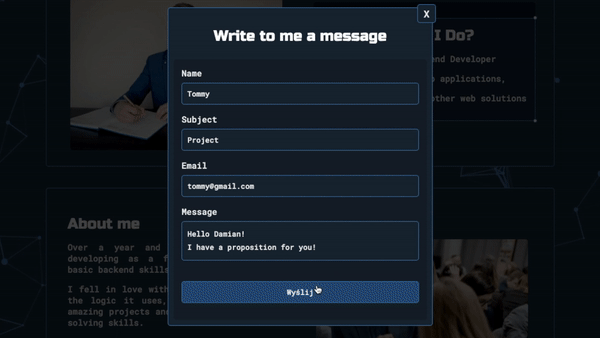 X
Write to me a message
I Do?
Name
end Developer
Tommy
applications,
other web solutions
Subject
Project
Email
tommy@gmail.com
Message
Hello Damian!
I have a proposition for you!
About me
Over a year and
developing as a f
basic backend skills
I fell in love with
the logic it uses,
amazing projects and
solving skills.
Wyślij